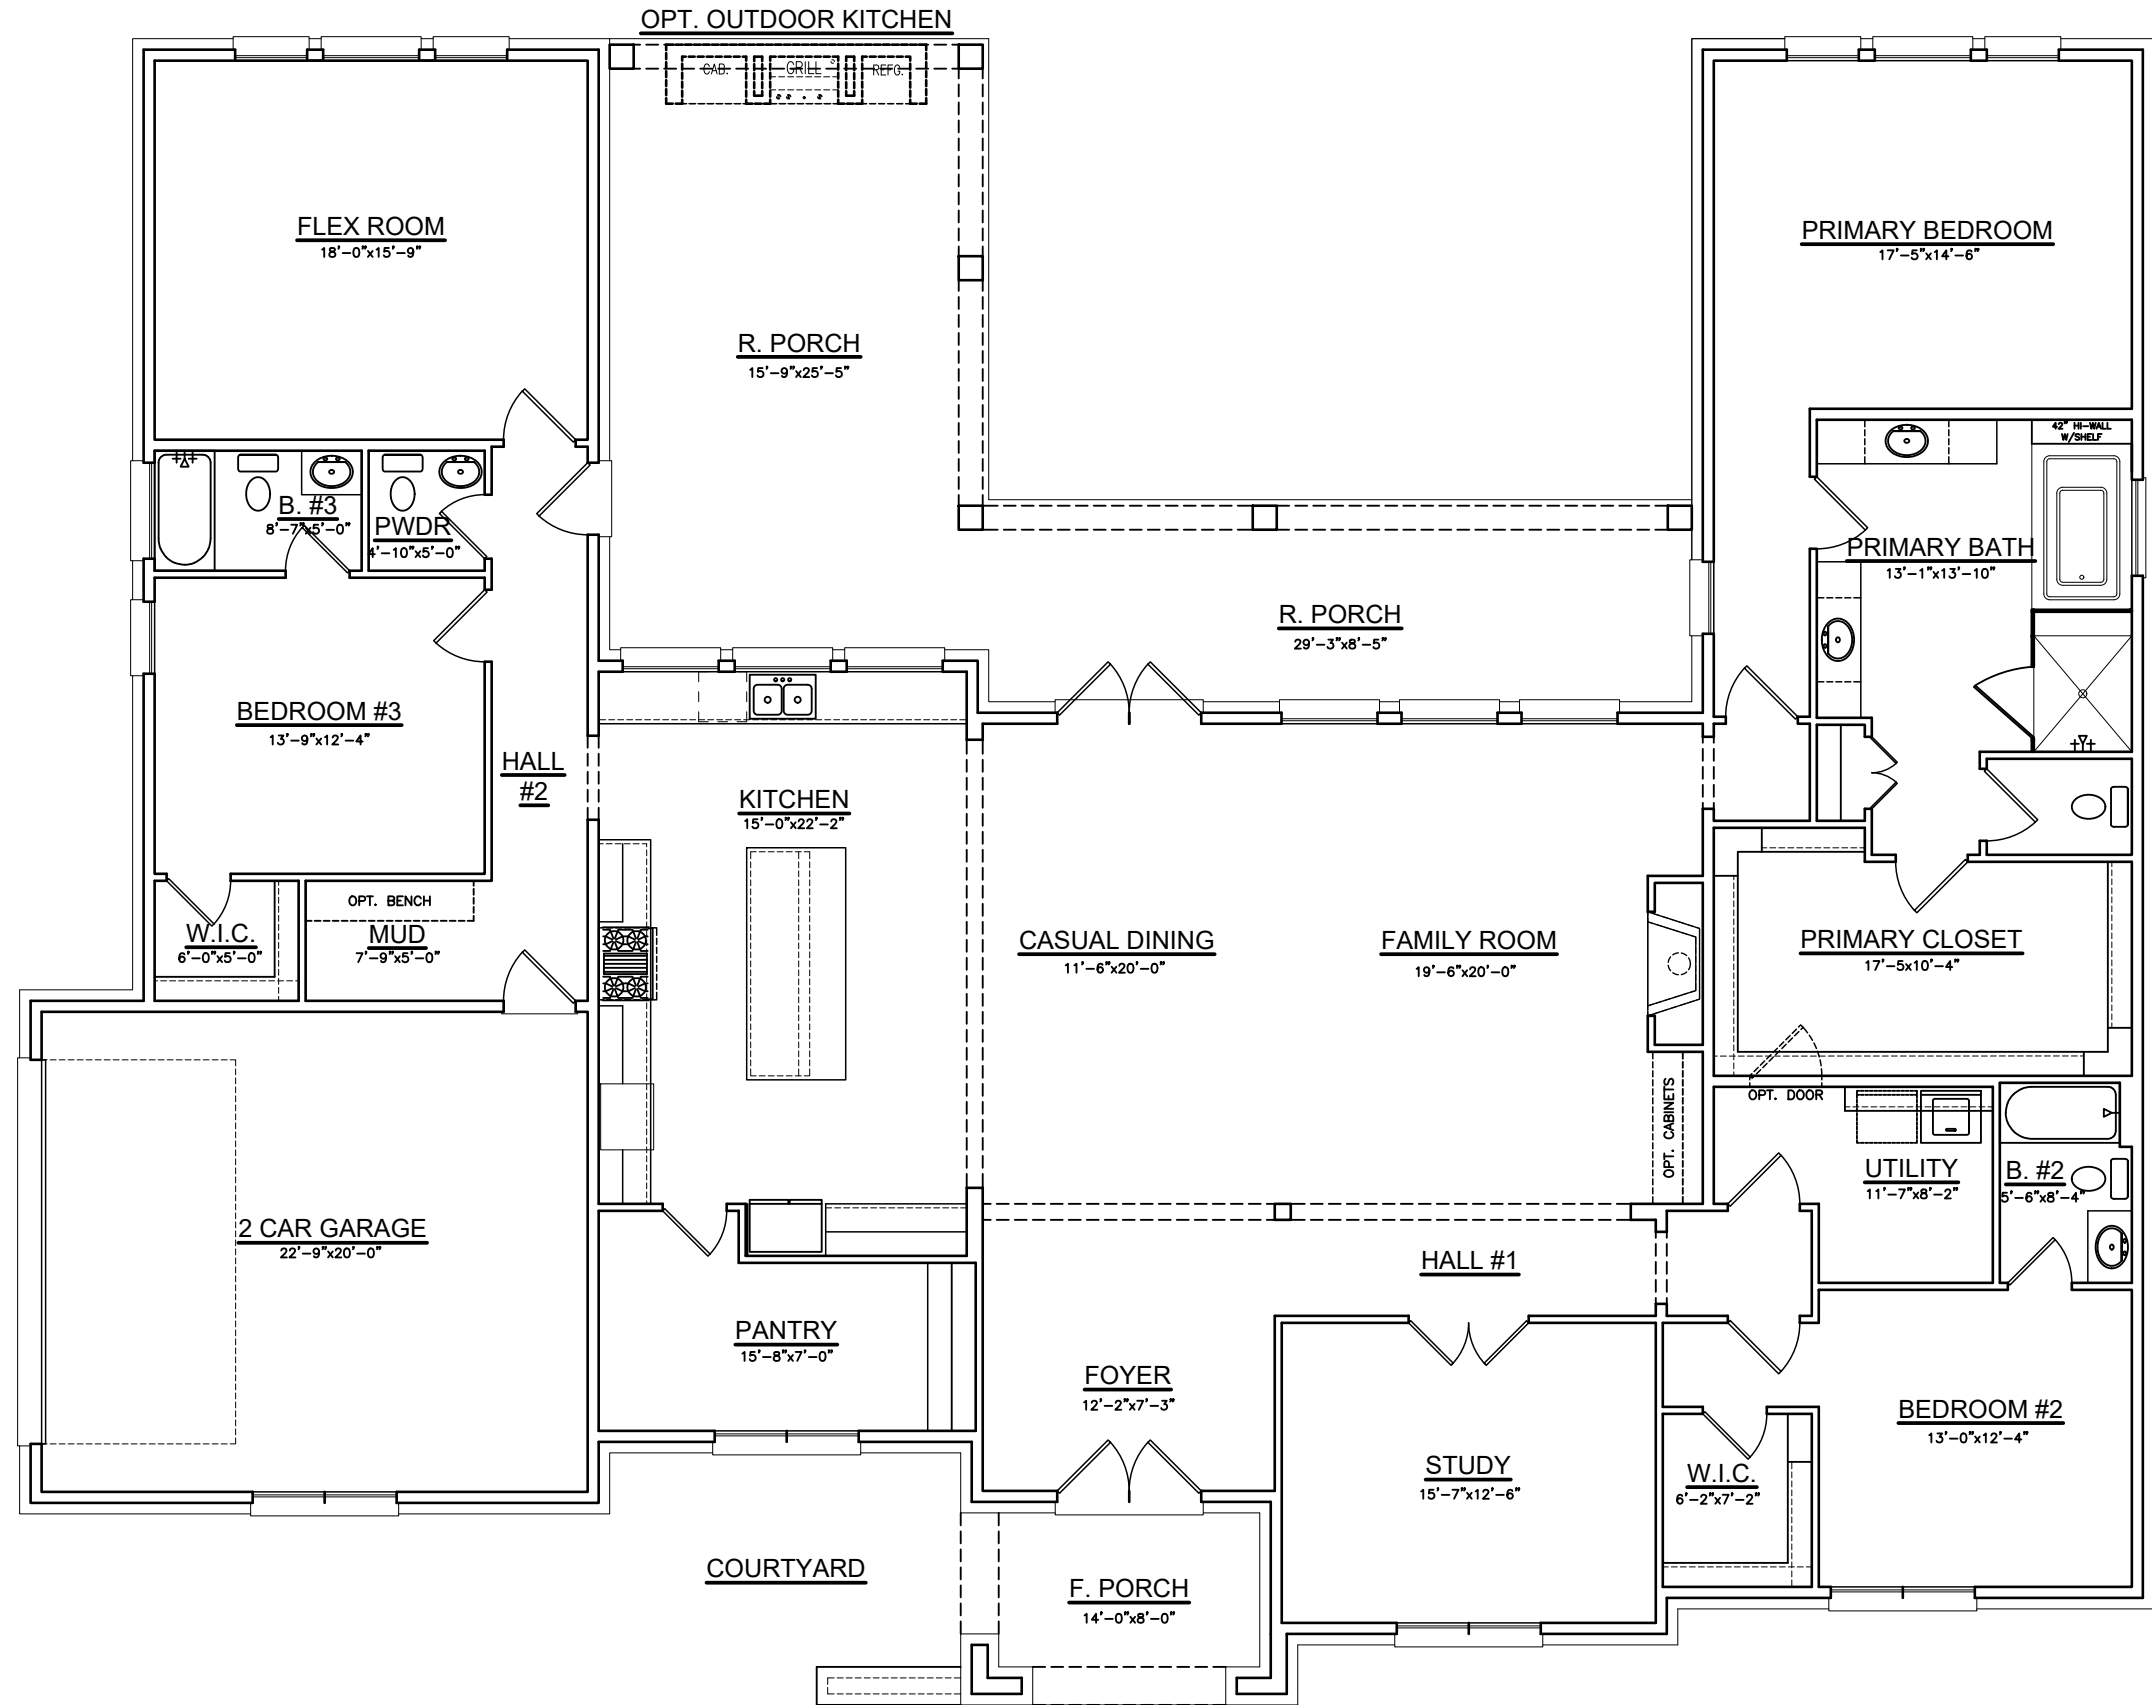 OPT. OUTDOOR KITCHEN
CAB.
GRILL
S
REFG.
FLEX ROOM
18'-0"x15'-9"
PRIMARY BEDROOM
17'-5"x14'-6"
R. PORCH
15'-9"x25'-5"
42" HI-WALL
W/SHELF
B. #3
8'-7"x5'-0"
PWDR
4'-10"x5'-0"
PRIMARY BATH
13'-1"x13'-10"
R. PORCH
29'-3"x8'-5"
BEDROOM #3
13'-9"x12'-4"
HALL
#2
KITCHEN
15'-0"x22'-2"
OPT. BENCH
W.I.C.
6'-0"x5'-0"
MUD
7'-9"x5'-0"
CASUAL DINING
11'-6"x20'-0"
FAMILY ROOM
19'-6"x20'-0"
PRIMARY CLOSET
17'-5x10'-4"
OPT. CABINETS
OPT. DOOR
UTILITY
11'-7"x8'-2"
B. #2
5'-6"x8'-4"
2 CAR GARAGE
22'-9"x20'-0"
HALL #1
PANTRY
15'-8"x7'-0"
FOYER
12'-2"x7'-3"
BEDROOM #2
13'-0"x12'-4"
STUDY
15'-7"x12'-6"
W.I.C.
6'-2"x7'-2"
COURTYARD
F. PORCH
14'-0"x8'-0"